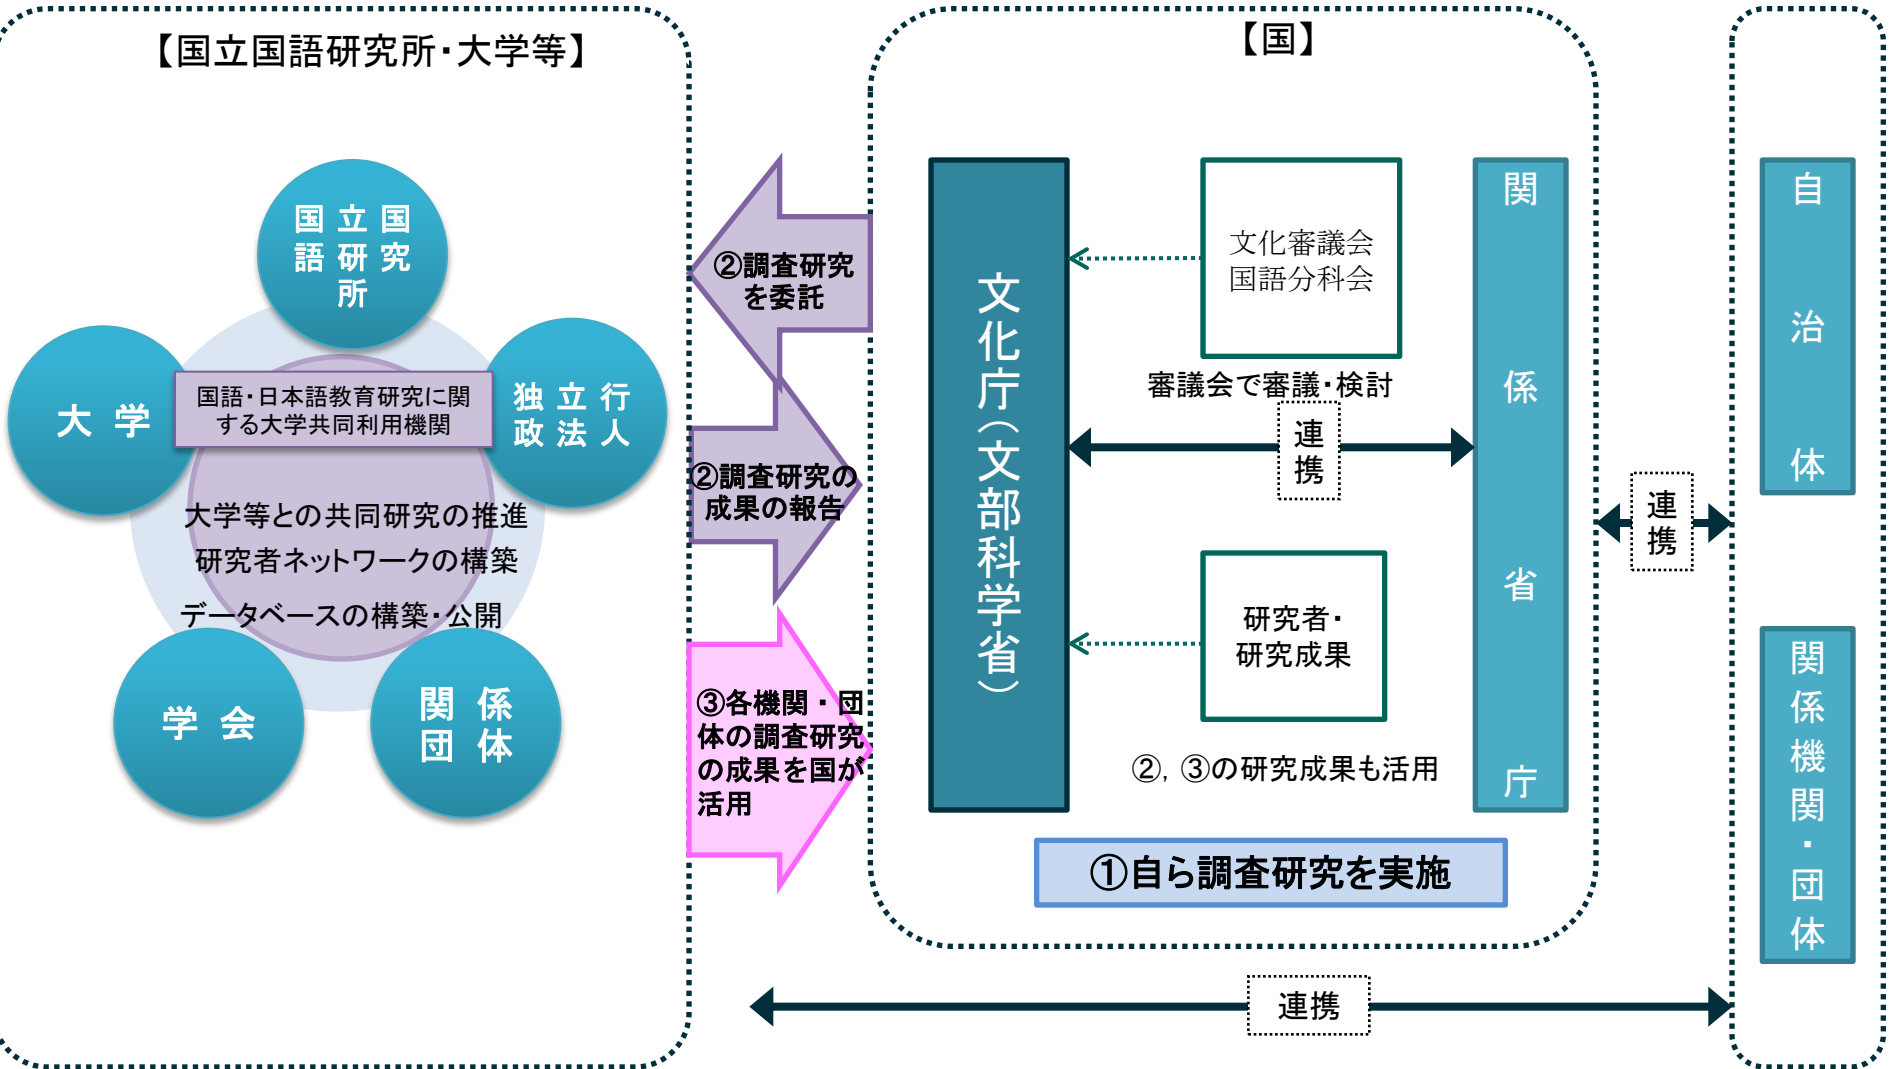 【国立国語研究所・大学等】
国立国
語研究
所
大学
国語・日本語教育研究に関
する大学共同利用機関
独立行
政法人
大学等との共同研究の推進
研究者ネットワークの構築
データベースの構築・公開
学会
関係
団体
②調査研究
を委託
②調査研究の
成果の報告
③各機関・団
体の調査研究
の成果を国が
活用
【国】
文化庁（文部科学省）
文化審議会
国語分科会
審議会で審議・検討
連
携
研究者・
研究成果
②，③の研究成果も活用
関係省庁
①自ら調査研究を実施
連
携
自治体
関係機関・団体
連携